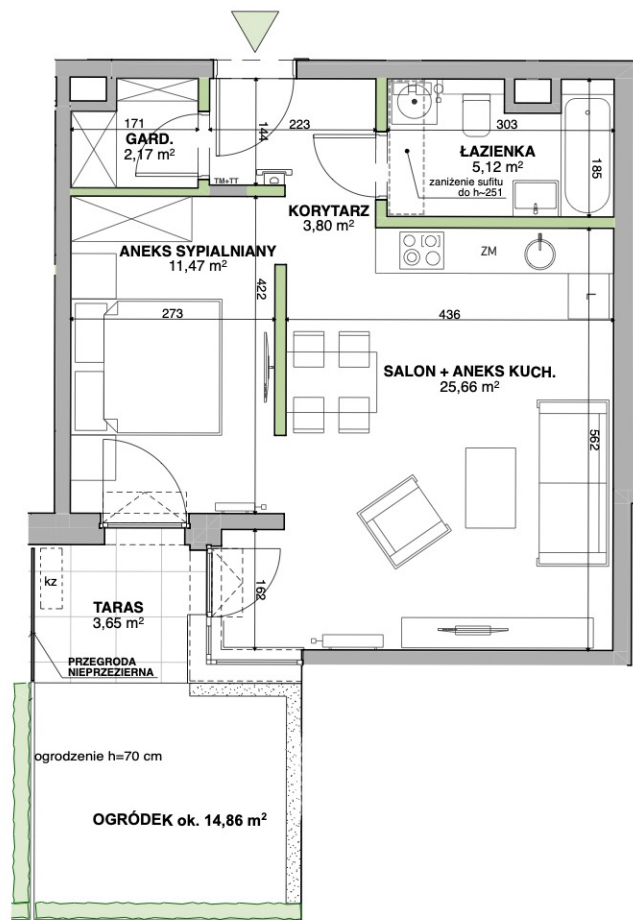 171
GARD.
2,17 m²
144
223
TM+TT
303
ŁAZIENKA
5,12 m²
185
zaniżenie sufitu
do h~251
KORYTARZ
3,80 m²
ANEKS SYPIALNIANY
11,47 m²
ZM
L
422
273
436
SALON + ANEKS KUCH.
25,66 m²
562
kz
TARAS
3,65 m²
162
PRZEGRODA
NIEPRZEZIERNA
ogrodzenie h=70 cm
OGRÓDEK ok. 14,86 m²